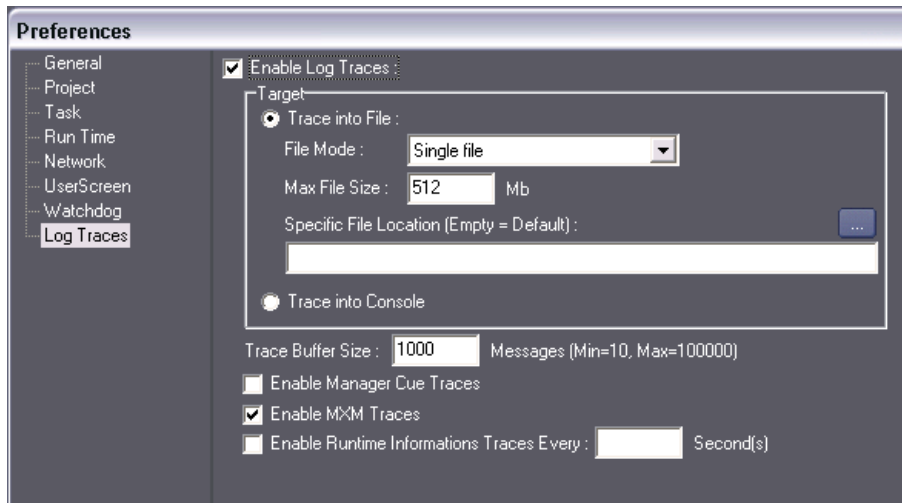 Preferences
General
Project
Task
Run Time
Network
UserScreen
Watchdog
Log Traces
Enable Log Traces :
Target
Trace into File :
File Mode : Single file
Max File Size : 512 Mb
Specific File Location (Empty = Default) :
...
Trace into Console
Trace Buffer Size : 1000 Messages (Min=10, Max=100000)
Enable Manager Cue Traces
Enable MXM Traces
Enable Runtime Informations Traces Every : Second(s)